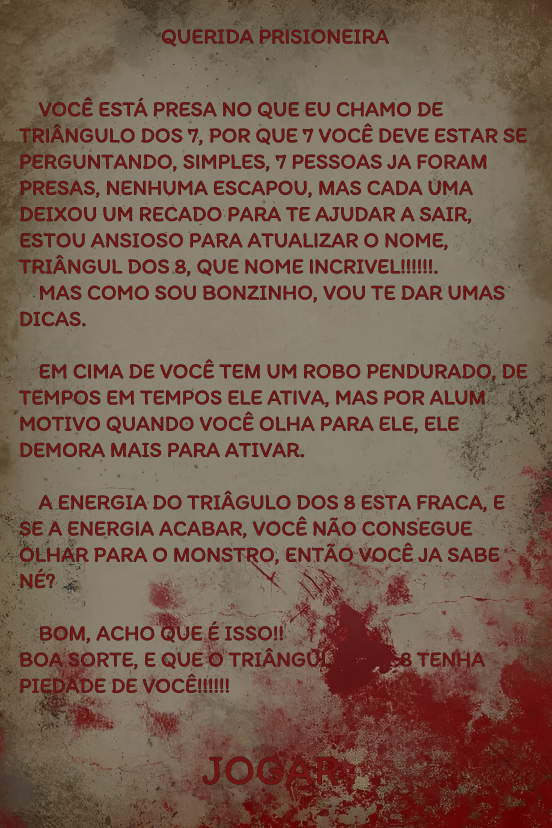 QUERIDA PRISIONEIRA
VOCÊ ESTÁ PRESA NO QUE EU CHAMO DE
TRIÂNGULO DOS 7, POR QUE 7 VOCÊ DEVE ESTAR SE
PERGUNTANDO, SIMPLES, 7 PESSOAS JA FORAM
PRESAS, NENHUMA ESCAPOU, MAS CADA UMA
DEIXOU UM RECADO PARA TE AJUDAR A SAIR,
ESTOU ANSIOSO PARA ATUALIZAR O NOME,
TRIÂNGUL DOS 8, QUE NOME INCRIVEL!!!!!!.
MAS COMO SOU BONZINHO, VOU TE DAR UMAS
DICAS.
EM CIMA DE VOCÊ TEM UM ROBO PENDURADO, DE
TEMPOS EM TEMPOS ELE ATIVA, MAS POR ALUM
MOTIVO QUANDO VOCÊ OLHA PARA ELE, ELE
DEMORA MAIS PARA ATIVAR.
A ENERGIA DO TRIÂGULO DOS 8 ESTA FRACA, E
SE A ENERGIA ACABAR, VOCÊ NÃO CONSEGUE
OLHAR PARA O MONSTRO, ENTÃO VOCÊ JA SABE
NÉ?
BOM, ACHO QUE É ISSO!!
BOA SORTE, E QUE O 8 TENHA
PIEDADE DE VOCÊ!!!!!!
JOGAR